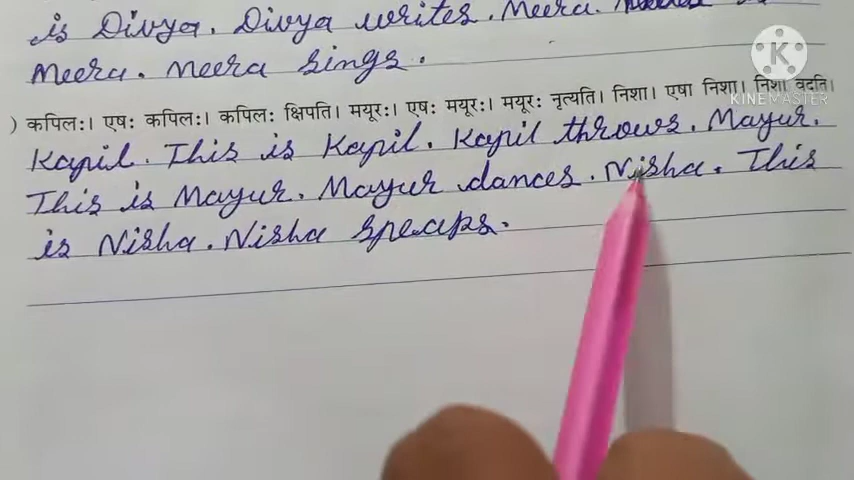 is Divya. Divya writes. Meera.
Meera. Meera sings.
) कपिलः। एषः कपिलः। कपिलः क्षिपति। मयूरः। एषः मयूरः। मयूरः नृत्यति। निशा। एषा निशा। निशा वदति।
KINEMASTER
Kapil. This is Kapil. Kapil throws. Mayur.
This is Mayur. Mayur dances. Nisha. This
is Nisha. Nisha speaks.